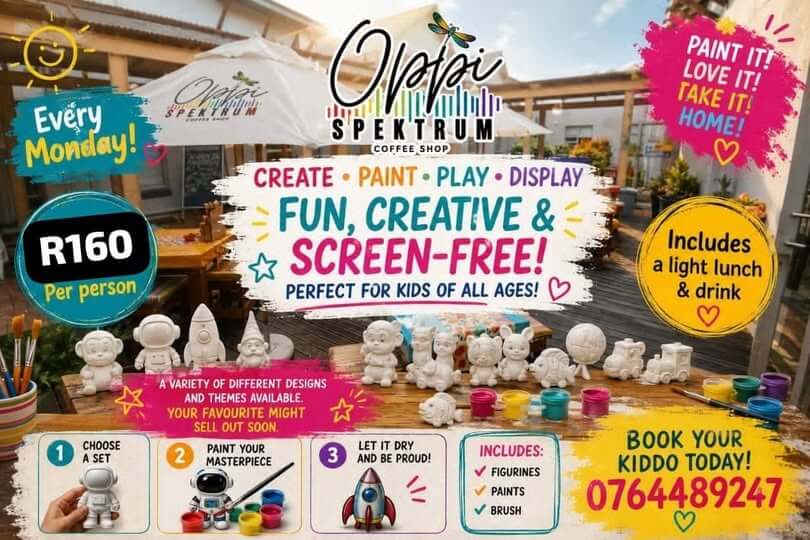 Oppi
SPEKTRUM
COFFEE SHOP
Oppi
SPEKTRUM
COFFEE SHOP
Every
Monday!
PAINT IT!
LOVE IT!
TAKE IT!
HOME!
CREATE • PAINT • PLAY • DISPLAY
FUN, CREATIVE &
SCREEN-FREE!
PERFECT FOR KIDS OF ALL AGES!
R160
Per person
Includes
a light lunch
& drink
A VARIETY OF DIFFERENT DESIGNS
AND THEMES AVAILABLE.
YOUR FAVOURITE MIGHT
SELL OUT SOON.
1 CHOOSE
A SET
2 PAINT YOUR
MASTERPIECE
3 LET IT DRY
AND BE PROUD!
INCLUDES:
✓ FIGURINES
✓ PAINTS
✓ BRUSH
BOOK YOUR
KIDDO TODAY!
0764489247